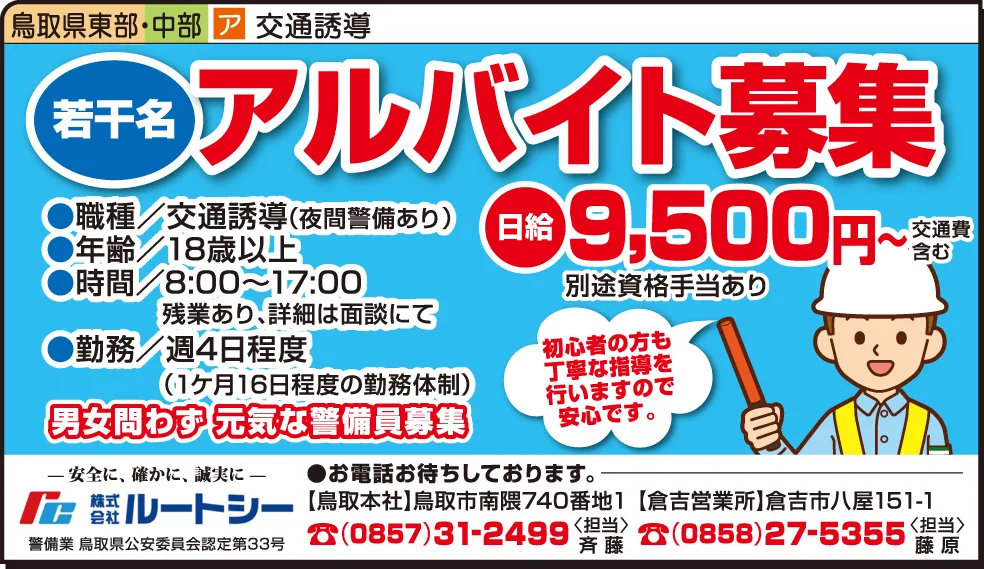 鳥取県東部・中部 ア 交通誘導
若干名 アルバイト募集
●職種／交通誘導（夜間警備あり）
●年齢／18歳以上
●時間／8:00～17:00
残業あり、詳細は面談にて
●勤務／週4日程度
（1ケ月16日程度の勤務体制）
男女問わず 元気な警備員募集
日給 9,500円～ 交通費
含む
別途資格手当あり
初心者の方も
丁寧な指導を
行いますので
安心です。
― 安全に、確かに、誠実に ―
rc 株式会社 ルートシー
警備業 鳥取県公安委員会認定第33号
●お電話お待ちしております。
【鳥取本社】鳥取市南隈740番地1
☎（0857）31-2499〈担当〉斉藤
【倉吉営業所】倉吉市八屋151-1
☎（0858）27-5355〈担当〉藤原